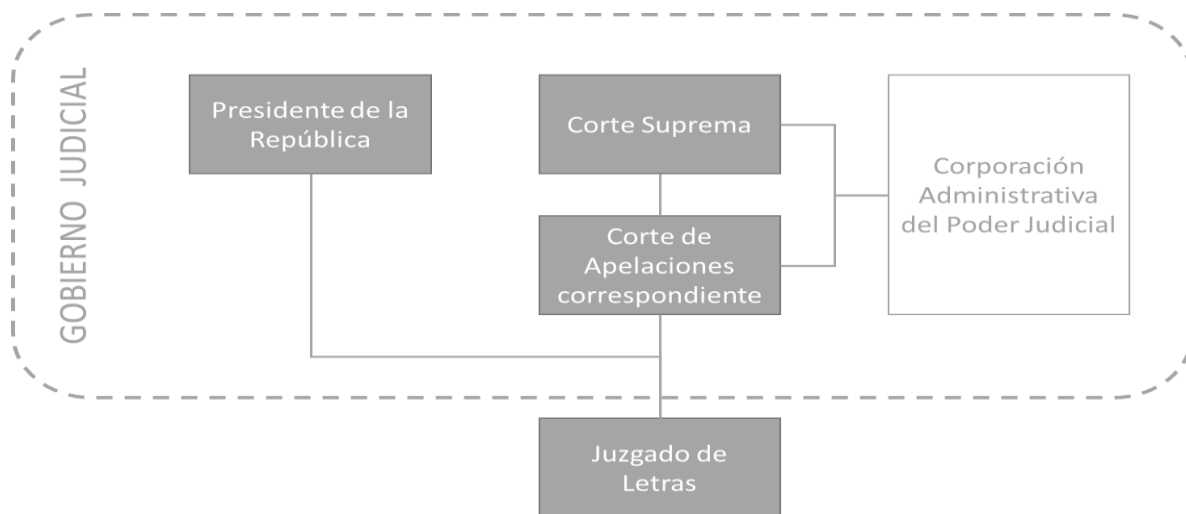 GOBIERNO JUDICIAL
Presidente de la
República
Corte Suprema
Corporación
Administrativa
del Poder Judicial
Corte de
Apelaciones
correspondiente
Juzgado de
Letras